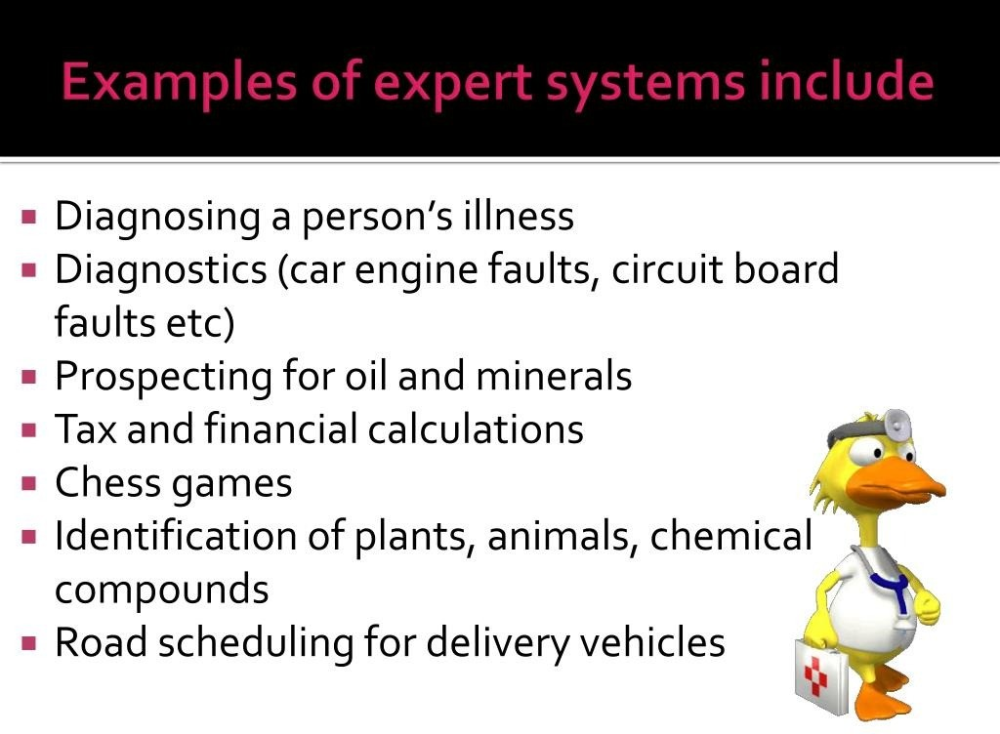 Examples of expert systems include
▪ Diagnosing a person’s illness
▪ Diagnostics (car engine faults, circuit board
faults etc)
▪ Prospecting for oil and minerals
▪ Tax and financial calculations
▪ Chess games
▪ Identification of plants, animals, chemical
compounds
▪ Road scheduling for delivery vehicles